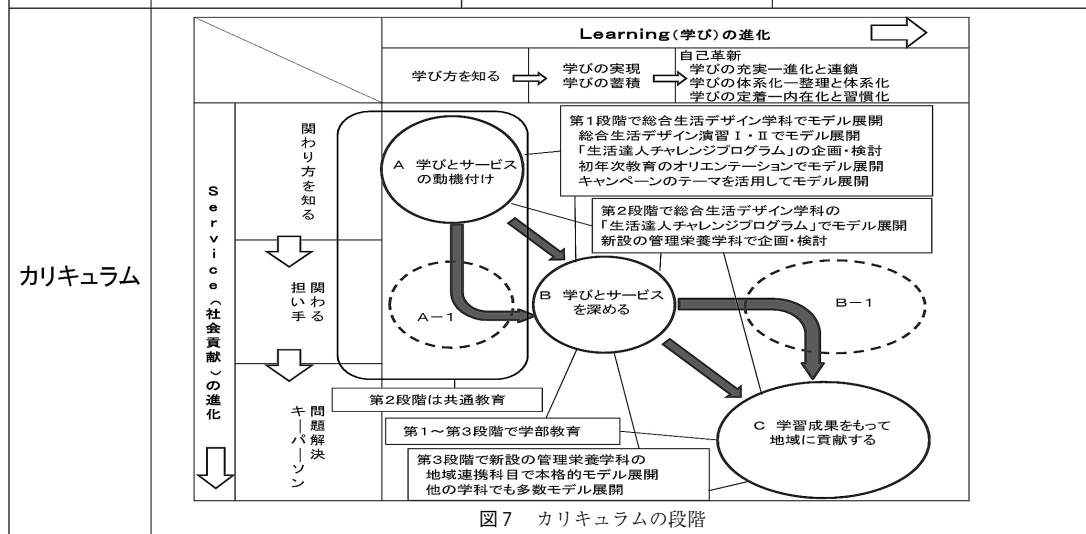 カリキュラム
Learning(学び)の進化
学び方を知る
学びの実現
学びの蓄積
自己革新
学びの充実―進化と連鎖
学びの体系化―整理と体系化
学びの定着―内在化と習慣化
Service(社会貢献)の進化
関わり方を知る
関わる
担い手
問題解決
キーパーソン
A 学びとサービス
の動機付け
第1段階で総合生活デザイン学科でモデル展開
総合生活デザイン演習Ⅰ・Ⅱでモデル展開
「生活達人チャレンジプログラム」の企画・検討
初年次教育のオリエンテーションでモデル展開
キャンペーンのテーマを活用してモデル展開
第2段階で総合生活デザイン学科の
「生活達人チャレンジプログラム」でモデル展開
新設の管理栄養学科で企画・検討
A-1
B 学びとサービス
を深める
B-1
第2段階は共通教育
第1～第3段階で学部教育
C 学習成果をもって
地域に貢献する
第3段階で新設の管理栄養学科の
地域連携科目で本格的モデル展開
他の学科でも多数モデル展開
図7 カリキュラムの段階